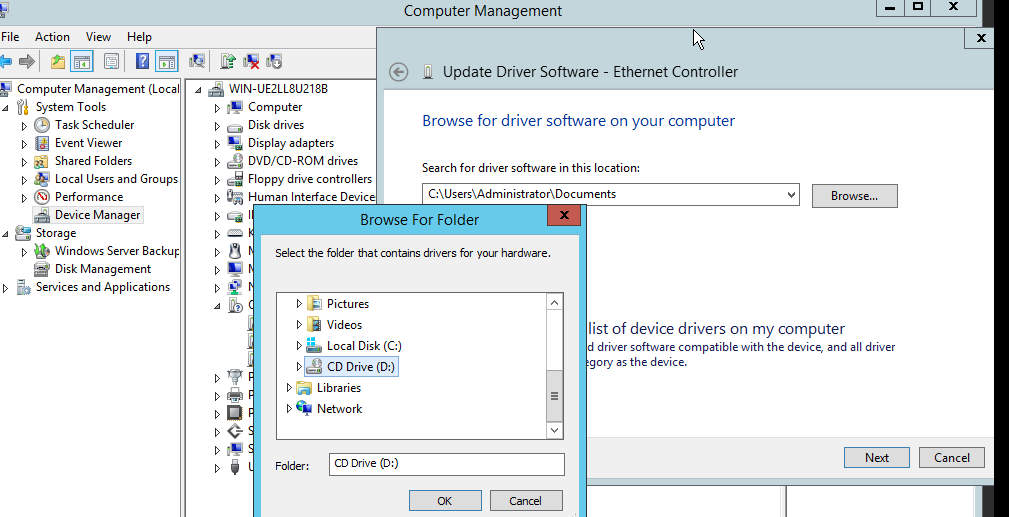 Computer Management
File Action View Help
Computer Management (Local
System Tools
Task Scheduler
Event Viewer
Shared Folders
Local Users and Groups
Performance
Device Manager
Storage
Windows Server Backup
Disk Management
Services and Applications
WIN-UE2LL8U218B
Computer
Disk drives
Display adapters
DVD/CD-ROM drives
Floppy drive controllers
Human Interface Device
Update Driver Software - Ethernet Controller
Browse for driver software on your computer
Search for driver software in this location:
C:\Users\Administrator\Documents
Browse...
list of device drivers on my computer
d driver software compatible with the device, and all driver
egory as the device.
Next
Cancel
Browse For Folder
Select the folder that contains drivers for your hardware.
Pictures
Videos
Local Disk (C:)
CD Drive (D:)
Libraries
Network
Folder:
CD Drive (D:)
OK
Cancel